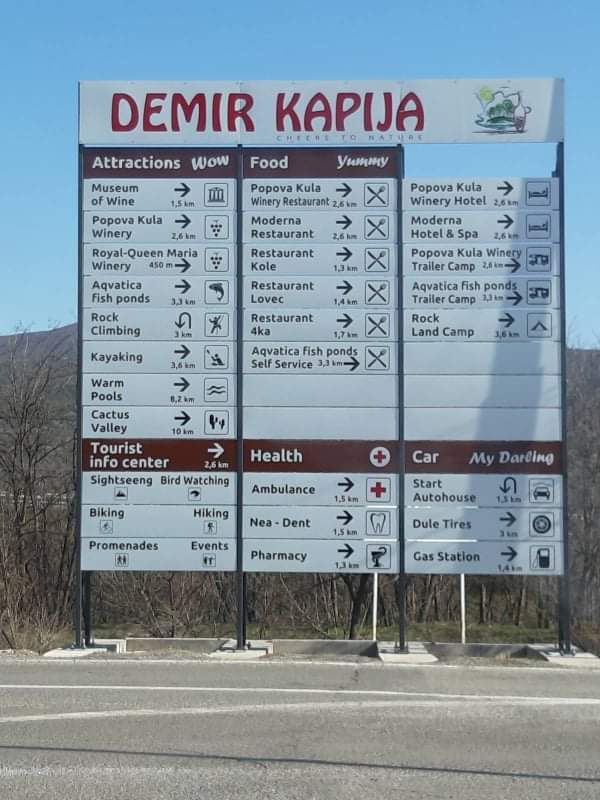 DEMIR KAPIJA
CHEERS TO NATURE
Attractions Wow
Museum
of Wine 1,5 km
Popova Kula
Winery 2,6 km
Royal-Queen Maria
Winery 450 m
Aqvatica
fish ponds 3,3 km
Rock
Climbing 3 km
Kayaking 3,6 km
Warm
Pools 8,2 km
Cactus
Valley 10 km
Tourist
info center 2,6 km
Sightseeng Bird Watching
Biking Hiking
Promenades Events
Food Yummy
Popova Kula
Winery Restaurant 2,6 km
Moderna
Restaurant 2,6 km
Restaurant
Kole 1,3 km
Restaurant
Lovec 1,4 km
Restaurant
4ka 1,7 km
Aqvatica fish ponds
Self Service 3,3 km
Health
Ambulance 1,5 km
Nea - Dent 1,5 km
Pharmacy 1,3 km
Popova Kula
Winery Hotel 2,6 km
Moderna
Hotel & Spa 2,6 km
Popova Kula Winery
Trailer Camp 2,6 km
Aqvatica fish ponds
Trailer Camp 3,3 km
Rock
Land Camp 3,6 km
Car My Darling
Start
Autohouse 1,5 km
Dule Tires 3 km
Gas Station 1,4 km